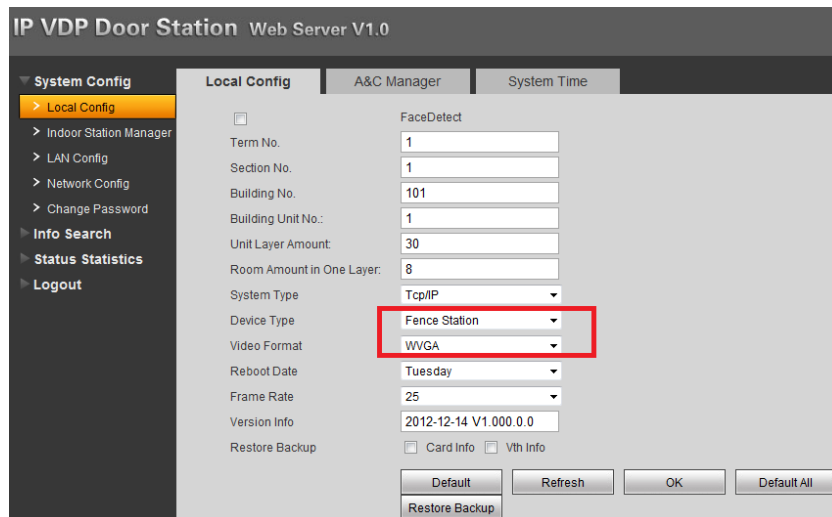 IP VDP Door Station Web Server V1.0
System Config
Local Config
Indoor Station Manager
LAN Config
Network Config
Change Password
Info Search
Status Statistics
Logout
Local Config A&C Manager System Time
FaceDetect
Term No. 1
Section No. 1
Building No. 101
Building Unit No.: 1
Unit Layer Amount: 30
Room Amount in One Layer: 8
System Type Tcp/IP
Device Type Fence Station
Video Format WVGA
Reboot Date Tuesday
Frame Rate 25
Version Info 2012-12-14 V1.000.0.0
Restore Backup Card Info Vth Info
Default Refresh OK Default All
Restore Backup